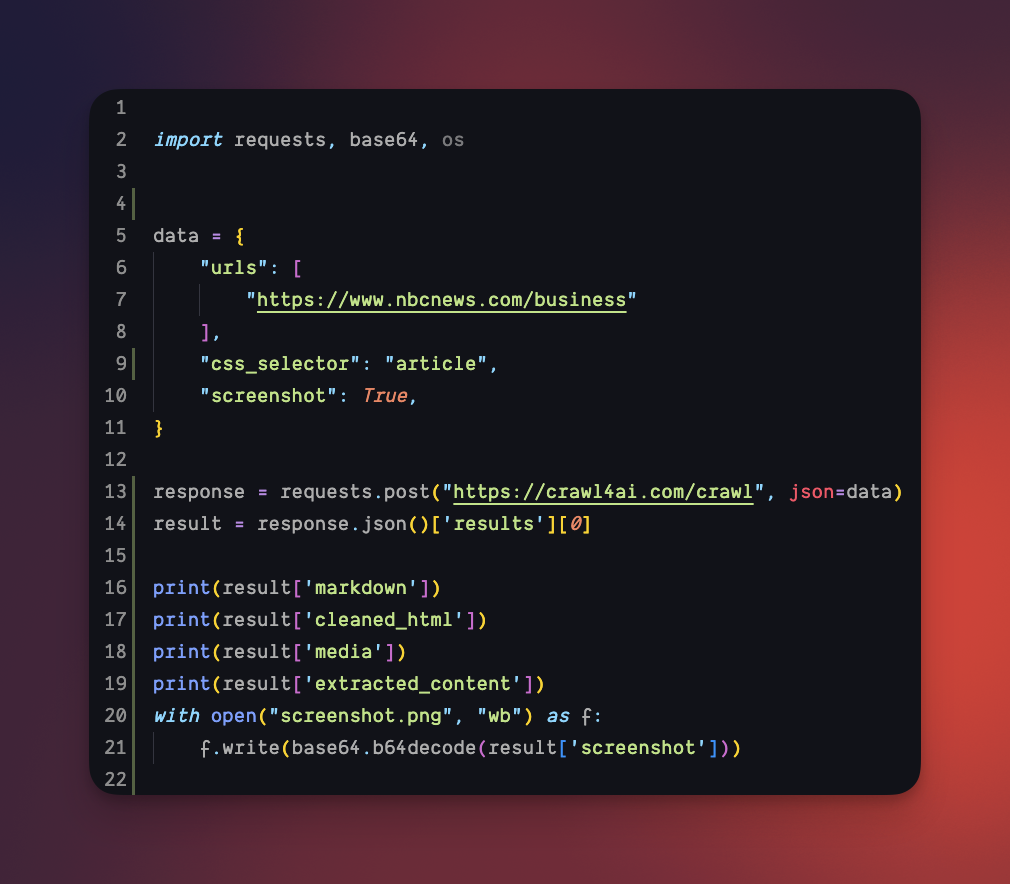 1
2 import requests, base64, os
3
4
5 data = {
6     "urls": [
7         "https://www.nbcnews.com/business"
8     ],
9     "css_selector": "article",
10     "screenshot": True,
11 }
12
13 response = requests.post("https://crawl4ai.com/crawl", json=data)
14 result = response.json()['results'][0]
15
16 print(result['markdown'])
17 print(result['cleaned_html'])
18 print(result['media'])
19 print(result['extracted_content'])
20 with open("screenshot.png", "wb") as f:
21     f.write(base64.b64decode(result['screenshot']))
22